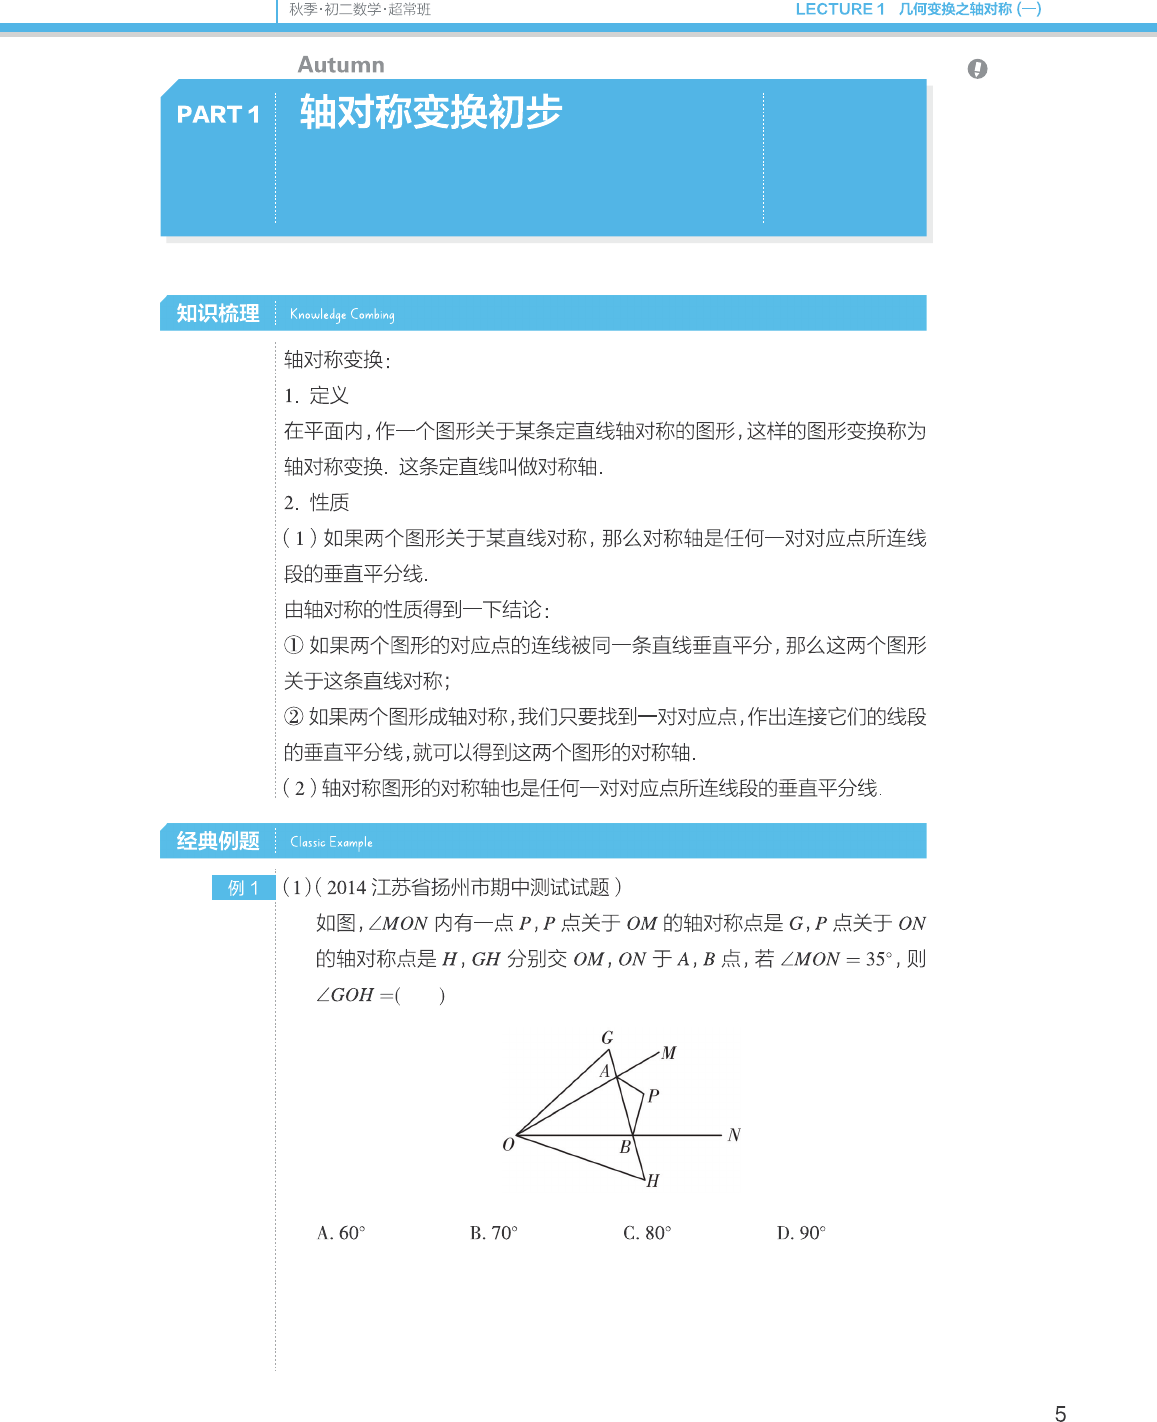 秋季·初二数学·超常班
LECTURE 1 几何变换之轴对称 (一)
Autumn
PART 1
轴对称变换初步
知识梳理
Knowledge Combing
轴对称变换:
1. 定义
在平面内,作一个图形关于某条定直线轴对称的图形,这样的图形变换称为
轴对称变换. 这条定直线叫做对称轴.
2. 性质
(1)如果两个图形关于某直线对称,那么对称轴是任何一对对应点所连线
段的垂直平分线.
由轴对称的性质得到一下结论:
① 如果两个图形的对应点的连线被同一条直线垂直平分,那么这两个图形
关于这条直线对称;
② 如果两个图形成轴对称,我们只要找到一对对应点,作出连接它们的线段
的垂直平分线,就可以得到这两个图形的对称轴.
(2)轴对称图形的对称轴也是任何一对对应点所连线段的垂直平分线.
经典例题
Classic Example
例 1
(1)(2014 江苏省扬州市期中测试试题)
如图,∠MON 内有一点 P,P 点关于 OM 的轴对称点是 G,P 点关于 ON
的轴对称点是 H,GH 分别交 OM,ON 于 A,B 点,若 ∠MON = 35°,则
∠GOH =(  )
G
M
A
P
O
B
N
H
A. 60° B. 70° C. 80° D. 90°
5